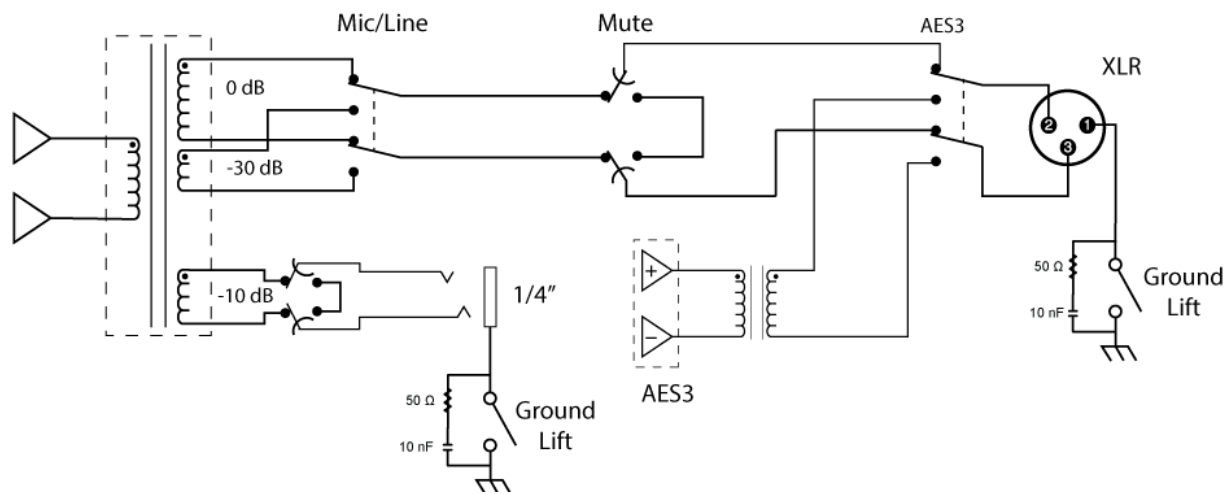 Mic/Line
Mute
AES3
XLR
0 dB
-30 dB
2
1
3
-10 dB
1/4”
+
−
AES3
50 Ω
10 nF
Ground
Lift
50 Ω
10 nF
Ground
Lift